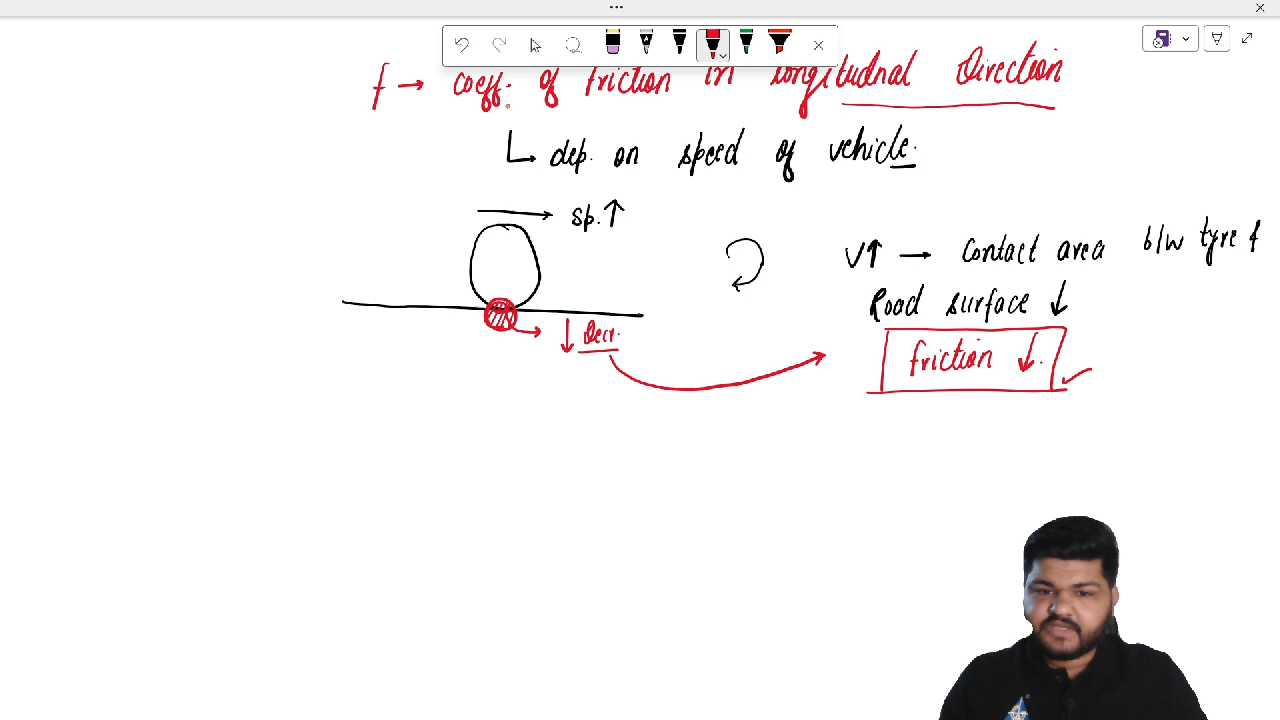 f → coeff. of friction in longitudnal Direction
↳ dep. on speed of vehicle.
sp. ↑
V↑ → Contact area b/w tyre &
Road surface ↓
↓ Decr.
friction ↓.